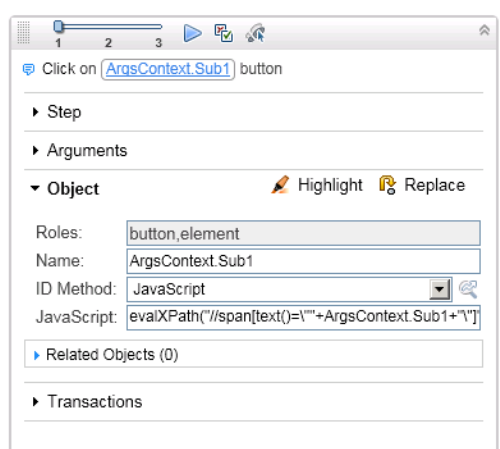 1 2 3
Click on ArgsContext.Sub1 button
Step
Arguments
Object Highlight Replace
Roles: button,element
Name: ArgsContext.Sub1
ID Method: JavaScript
JavaScript: evalXPath("//span[text()=\""+ArgsContext.Sub1+"\"]"
Related Objects (0)
Transactions